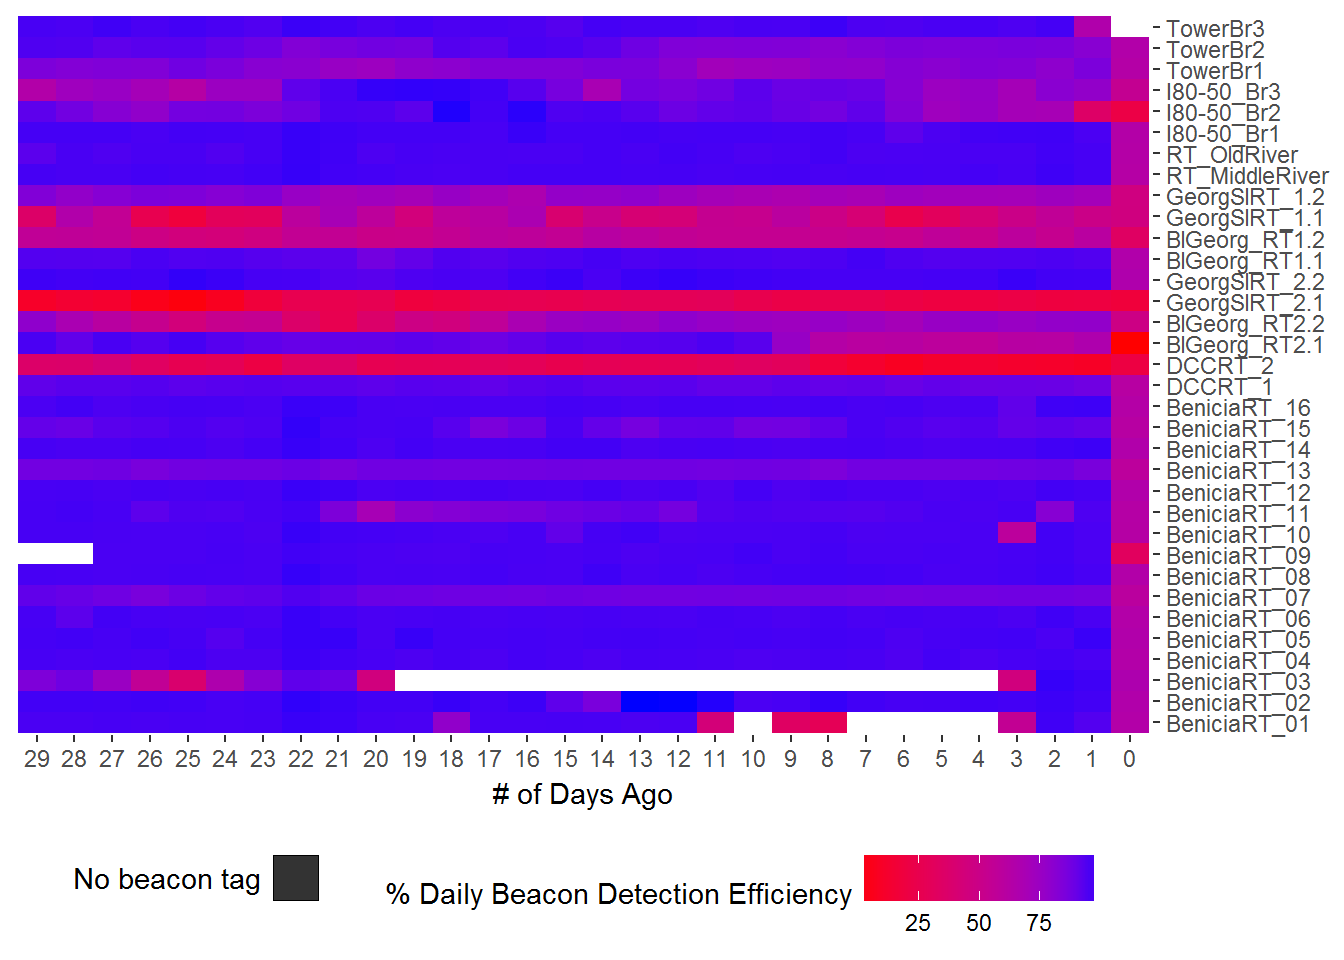 TowerBr3
TowerBr2
TowerBr1
I80-50_Br3
I80-50_Br2
I80-50_Br1
RT_OldRiver
RT_MiddleRiver
GeorgSlRT_1.2
GeorgSlRT_1.1
BlGeorg_RT1.2
BlGeorg_RT1.1
GeorgSlRT_2.2
GeorgSlRT_2.1
BlGeorg_RT2.2
BlGeorg_RT2.1
DCCRT_2
DCCRT_1
BeniciaRT_16
BeniciaRT_15
BeniciaRT_14
BeniciaRT_13
BeniciaRT_12
BeniciaRT_11
BeniciaRT_10
BeniciaRT_09
BeniciaRT_08
BeniciaRT_07
BeniciaRT_06
BeniciaRT_05
BeniciaRT_04
BeniciaRT_03
BeniciaRT_02
BeniciaRT_01
29 28 27 26 25 24 23 22 21 20 19 18 17 16 15 14 13 12 11 10 9 8 7 6 5 4 3 2 1 0
# of Days Ago
No beacon tag
% Daily Beacon Detection Efficiency
25 50 75